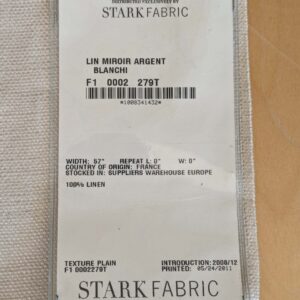 DISTRIBUTED EXCLUSIVELY BY
STARK FABRIC
LIN MIROIR ARGENT
BLANCHI
F1 0002 279T
*1008341432*
WIDTH: 57" REPEAT L: 0" W: 0"
COUNTRY OF ORIGIN: FRANCE
STOCKED IN: SUPPLIERS WAREHOUSE EUROPE
100% LINEN
TEXTURE PLAIN
F1 0002279T
INTRODUCTION: 2008/12
PRINTED: 05/24/2011
STARK FABRIC